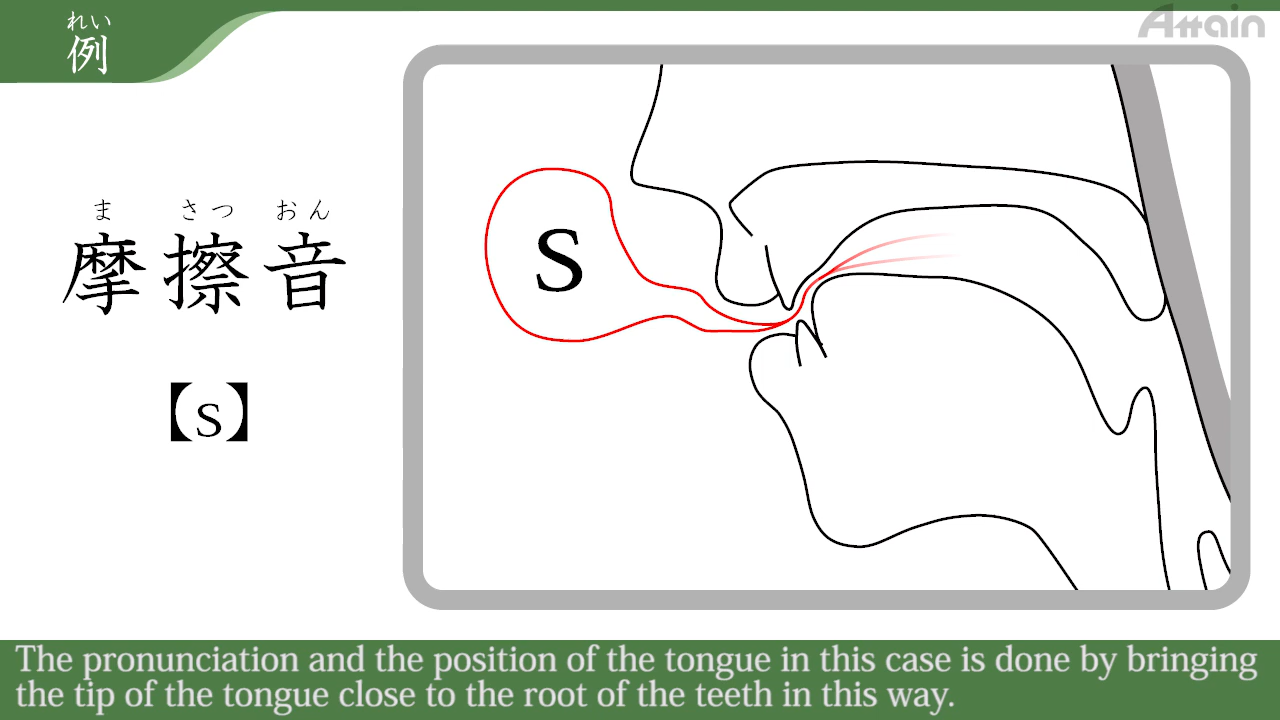 れい
例
Attain
ま さつ おん
摩擦音
【s】
S
The pronunciation and the position of the tongue in this case is done by bringing
the tip of the tongue close to the root of the teeth in this way.